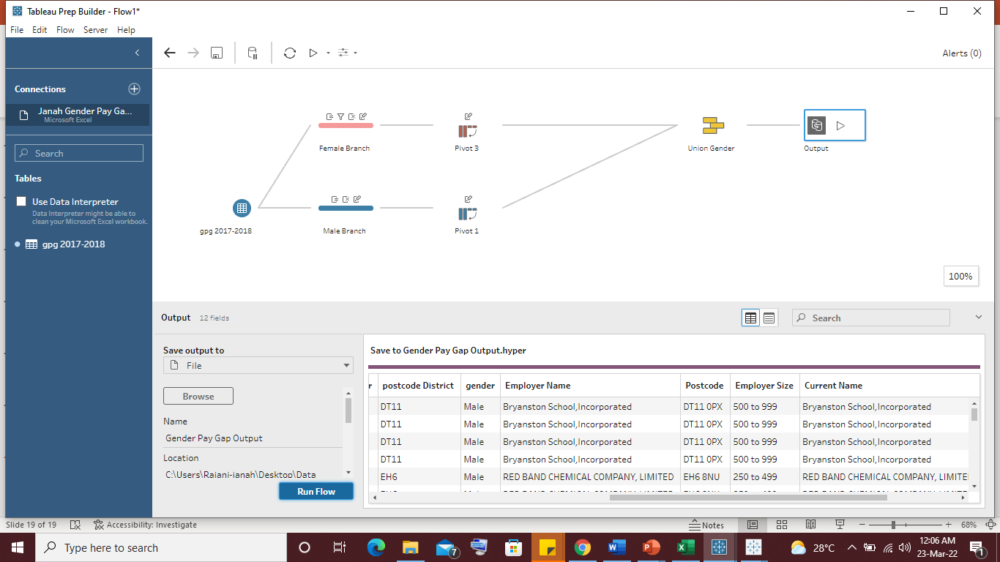 Tableau Prep Builder - Flow1*
File Edit Flow Server Help
Alerts (0)
Connections
Janah Gender Pay Ga...
Microsoft Excel
Search
Tables
Use Data Interpreter
Data Interpreter might be able to
clean your Microsoft Excel workbook.
gpg 2017-2018
Female Branch
Pivot 3
Union Gender
Output
gpg 2017-2018
Male Branch
Pivot 1
100%
Output 12 fields
Search
Save output to
File
Browse
Name
Gender Pay Gap Output
Location
C:\Users\Rajani-janah\Desktop\Data
Run Flow
Save to Gender Pay Gap Output.hyper
r postcode District gender Employer Name Postcode Employer Size Current Name
DT11 Male Bryanston School,Incorporated DT11 0PX 500 to 999 Bryanston School,Incorporated
DT11 Male Bryanston School,Incorporated DT11 0PX 500 to 999 Bryanston School,Incorporated
DT11 Male Bryanston School,Incorporated DT11 0PX 500 to 999 Bryanston School,Incorporated
DT11 Male Bryanston School,Incorporated DT11 0PX 500 to 999 Bryanston School,Incorporated
EH6 Male RED BAND CHEMICAL COMPANY, LIMITED EH6 8NU 250 to 499 RED BAND CHEMICAL COMPANY, LIMITE
Slide 19 of 19 Accessibility: Investigate Notes 68%
Type here to search
7
28°C
12:06 AM
23-Mar-22
1